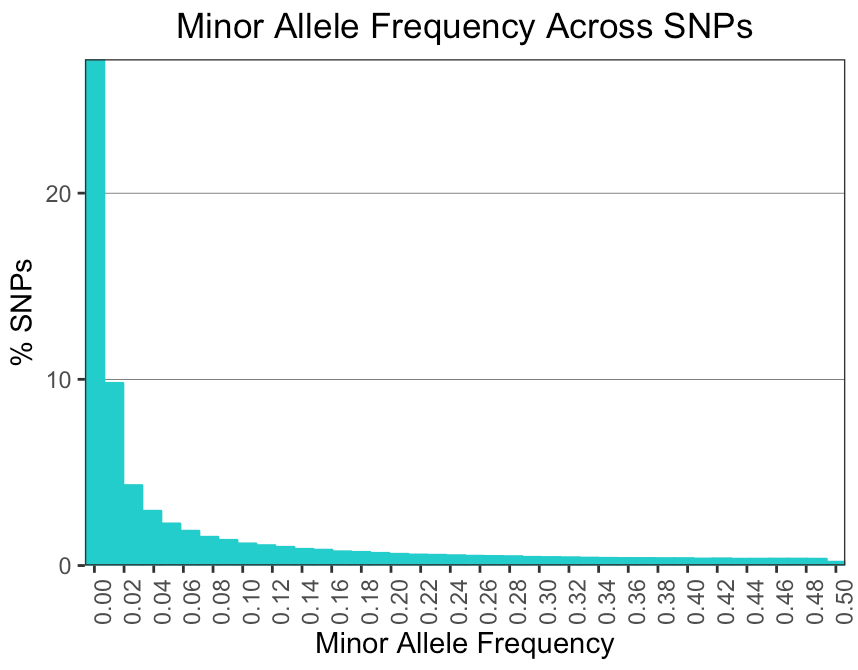 Minor Allele Frequency Across SNPs
% SNPs
20
10
0
0.00 0.02 0.04 0.06 0.08 0.10 0.12 0.14 0.16 0.18 0.20 0.22 0.24 0.26 0.28 0.30 0.32 0.34 0.36 0.38 0.40 0.42 0.44 0.46 0.48 0.50
Minor Allele Frequency